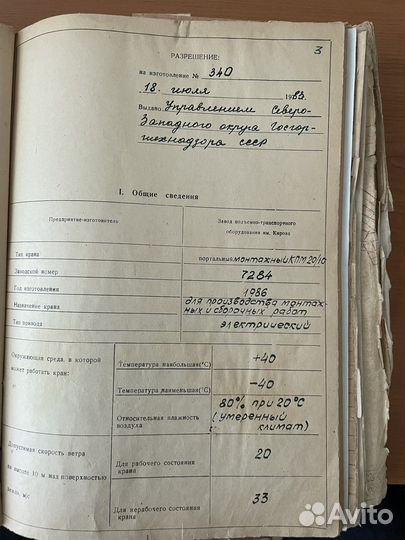 3
РАЗРЕШЕНИЕ:
на изготовление № 340
18. июля 1983.
Выдано Управлением Северо-
Западного округа Госгор-
технадзора СССР
I. Общие сведения
Предприятие-изготовитель
Завод подъемно-транспортного
оборудования им. Кирова
Тип крана
портальный монтажный КПМ 20/10
Заводской номер
7284
Год изготовления
1986
Назначение крана
для производства монтаж-
ных и сборочных работ
Тип привода
электрический
Окружающая среда, в которой
может работать кран:
Температура наибольшая (°С)
+40
Температура наименьшая (°С)
-40
Относительная влажность
воздуха
80% при 20°С
(умеренный
климат)
Допустимая скорость ветра
на высоте 10 м над поверхностью
земли, м/с
Для рабочего состояния
крана
20
Для нерабочего состояния
крана
33
Avito